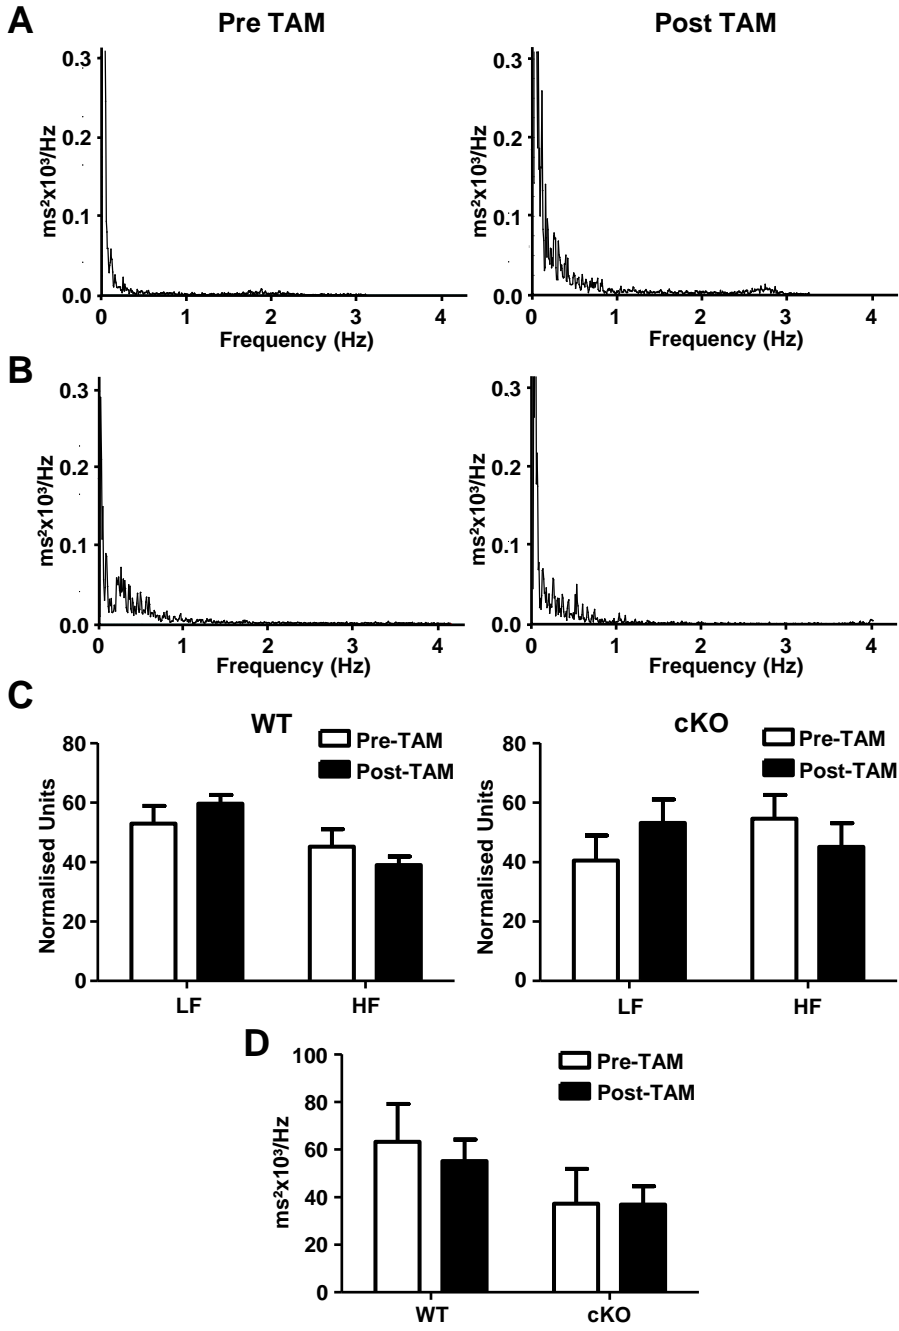 A
Pre TAM
Post TAM
ms²x10³/Hz
0.3
0.2
0.1
0.0
0 1 2 3 4
Frequency (Hz)
ms²x10³/Hz
0.3
0.2
0.1
0.0
0 1 2 3 4
Frequency (Hz)
B
ms²x10³/Hz
0.3
0.2
0.1
0.0
0 1 2 3 4
Frequency (Hz)
ms²x10³/Hz
0.3
0.2
0.1
0.0
0 1 2 3 4
Frequency (Hz)
C
WT
Pre-TAM
Post-TAM
Normalised Units
80
60
40
20
0
LF HF
cKO
Pre-TAM
Post-TAM
Normalised Units
80
60
40
20
0
LF HF
D
Pre-TAM
Post-TAM
ms²x10³/Hz
100
80
60
40
20
0
WT cKO